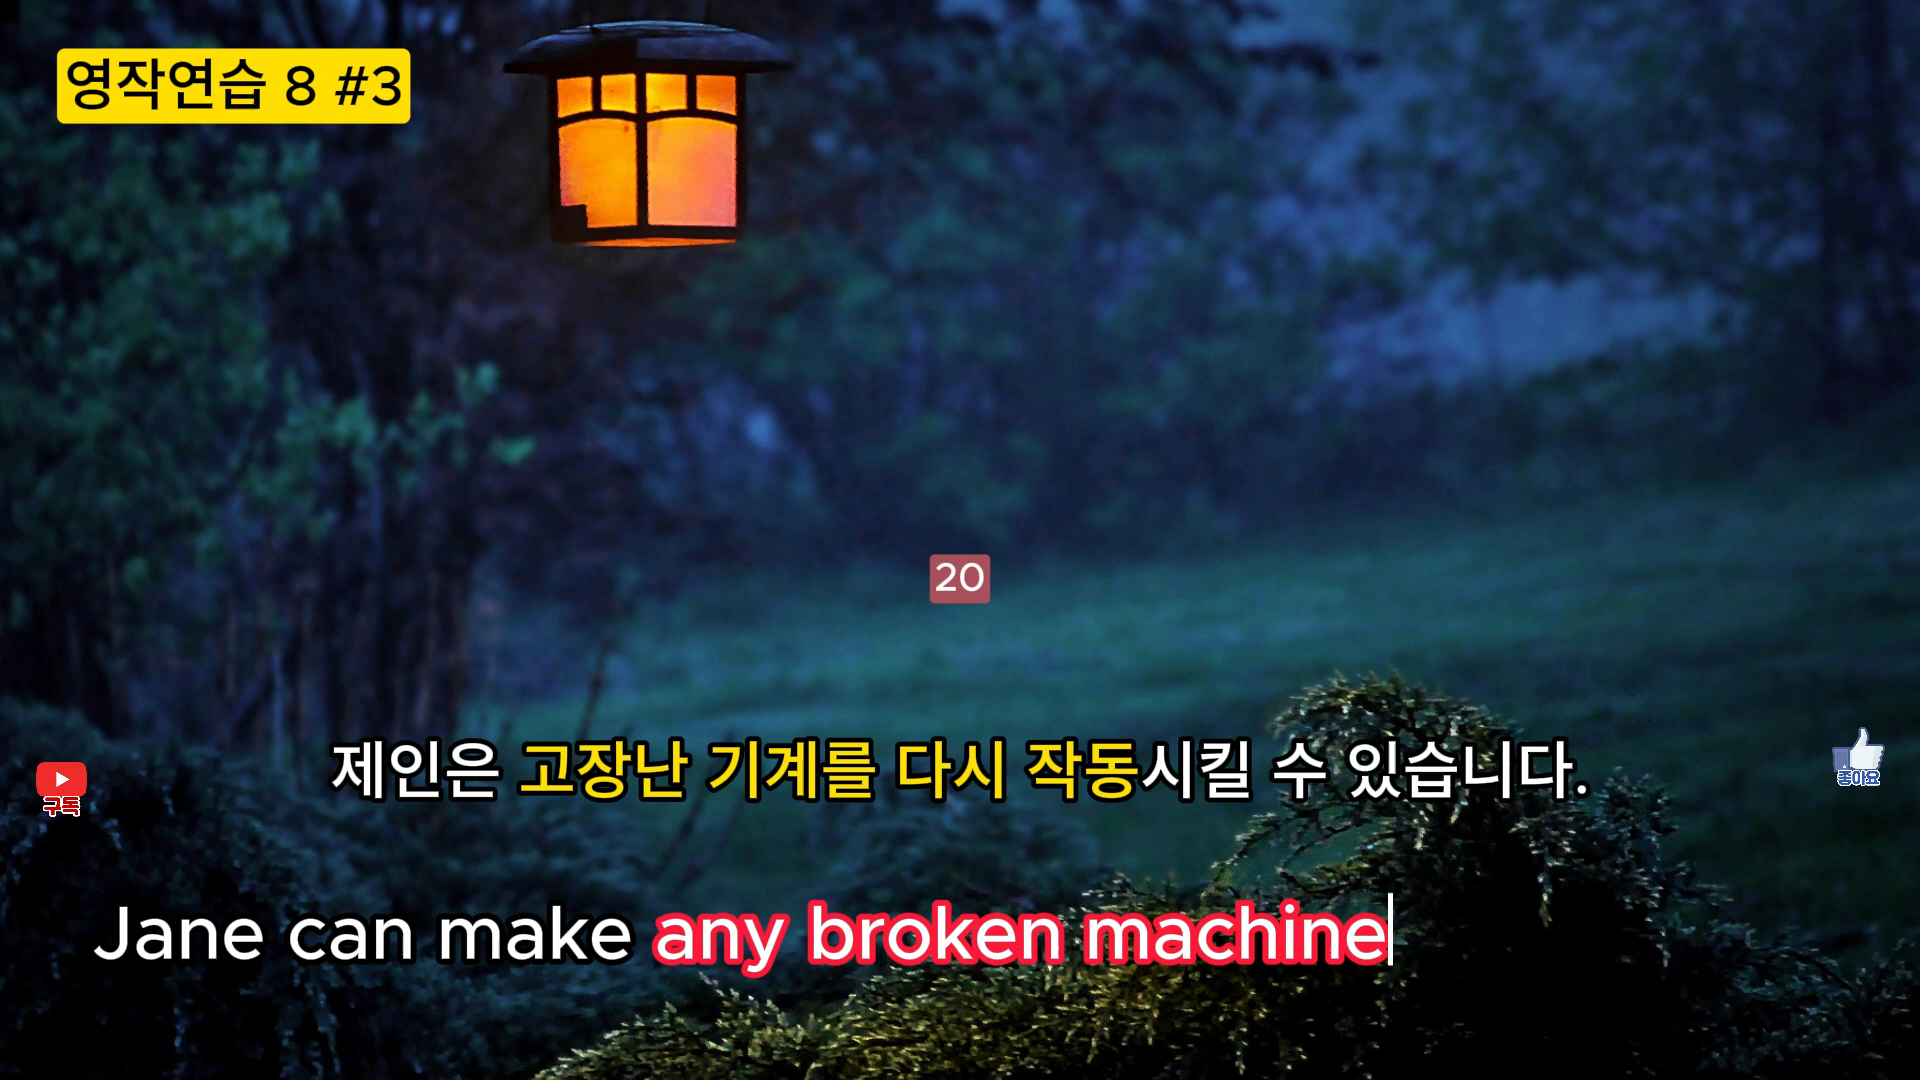 영작연습 8 #3
20
제인은 고장난 기계를 다시 작동시킬 수 있습니다.
구독
좋아요
Jane can make any broken machine